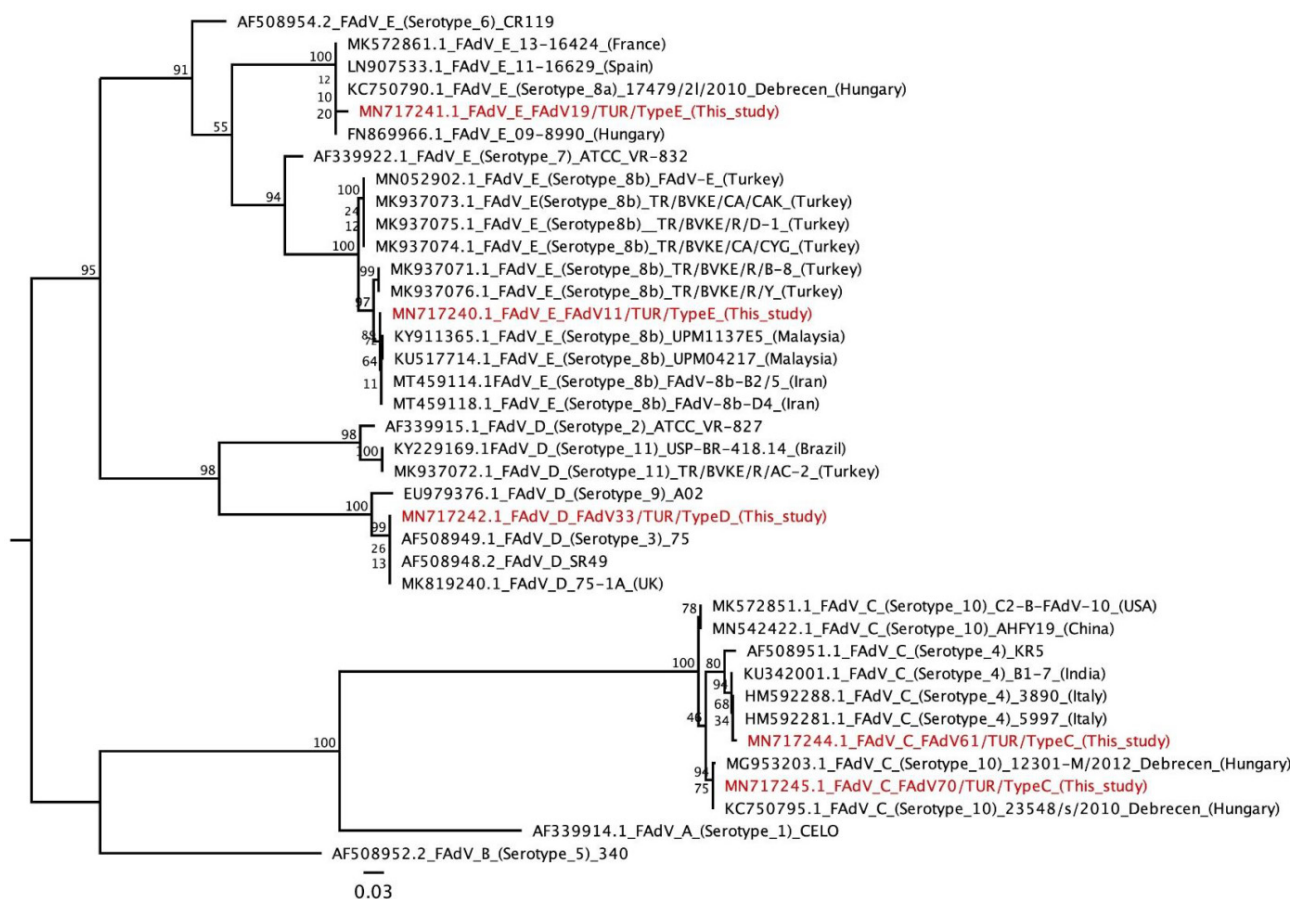 AF508954.2_FAdV_E_(Serotype_6)_CR119
91
MK572861.1_FAdV_E_13-16424_(France)
100
LN907533.1_FAdV_E_11-16629_(Spain)
12
KC750790.1_FAdV_E_(Serotype_8a)_17479/2l/2010_Debrecen_(Hungary)
10
20
MN717241.1_FAdV_E_FAdV19/TUR/TypeE_(This_study)
55
FN869966.1_FAdV_E_09-8990_(Hungary)
AF339922.1_FAdV_E_(Serotype_7)_ATCC_VR-832
MN052902.1_FAdV_E_(Serotype_8b)_FAdV-E_(Turkey)
94
100
MK937073.1_FAdV_E(Serotype_8b)_TR/BVKE/CA/CAK_(Turkey)
24
12
MK937075.1_FAdV_E_(Serotype8b)__TR/BVKE/R/D-1_(Turkey)
100
MK937074.1_FAdV_E_(Serotype_8b)_TR/BVKE/CA/CYG_(Turkey)
95
99
MK937071.1_FAdV_E_(Serotype_8b)_TR/BVKE/R/B-8_(Turkey)
MK937076.1_FAdV_E_(Serotype_8b)_TR/BVKE/R/Y_(Turkey)
97
MN717240.1_FAdV_E_FAdV11/TUR/TypeE_(This_study)
KY911365.1_FAdV_E_(Serotype_8b)_UPM1137E5_(Malaysia)
64
KU517714.1_FAdV_E_(Serotype_8b)_UPM04217_(Malaysia)
11
MT459114.1FAdV_E_(Serotype_8b)_FAdV-8b-B2/5_(Iran)
MT459118.1_FAdV_E_(Serotype_8b)_FAdV-8b-D4_(Iran)
98
AF339915.1_FAdV_D_(Serotype_2)_ATCC_VR-827
100
KY229169.1FAdV_D_(Serotype_11)_USP-BR-418.14_(Brazil)
98
MK937072.1_FAdV_D_(Serotype_11)_TR/BVKE/R/AC-2_(Turkey)
EU979376.1_FAdV_D_(Serotype_9)_A02
100
MN717242.1_FAdV_D_FAdV33/TUR/TypeD_(This_study)
99
AF508949.1_FAdV_D_(Serotype_3)_75
26
13
AF508948.2_FAdV_D_SR49
MK819240.1_FAdV_D_75-1A_(UK)
78
MK572851.1_FAdV_C_(Serotype_10)_C2-B-FAdV-10_(USA)
MN542422.1_FAdV_C_(Serotype_10)_AHFY19_(China)
100
80
AF508951.1_FAdV_C_(Serotype_4)_KR5
94
KU342001.1_FAdV_C_(Serotype_4)_B1-7_(India)
68
HM592288.1_FAdV_C_(Serotype_4)_3890_(Italy)
46
34
HM592281.1_FAdV_C_(Serotype_4)_5997_(Italy)
100
MN717244.1_FAdV_C_FAdV61/TUR/TypeC_(This_study)
94
MG953203.1_FAdV_C_(Serotype_10)_12301-M/2012_Debrecen_(Hungary)
75
MN717245.1_FAdV_C_FAdV70/TUR/TypeC_(This_study)
KC750795.1_FAdV_C_(Serotype_10)_23548/s/2010_Debrecen_(Hungary)
AF339914.1_FAdV_A_(Serotype_1)_CELO
AF508952.2_FAdV_B_(Serotype_5)_340
0.03